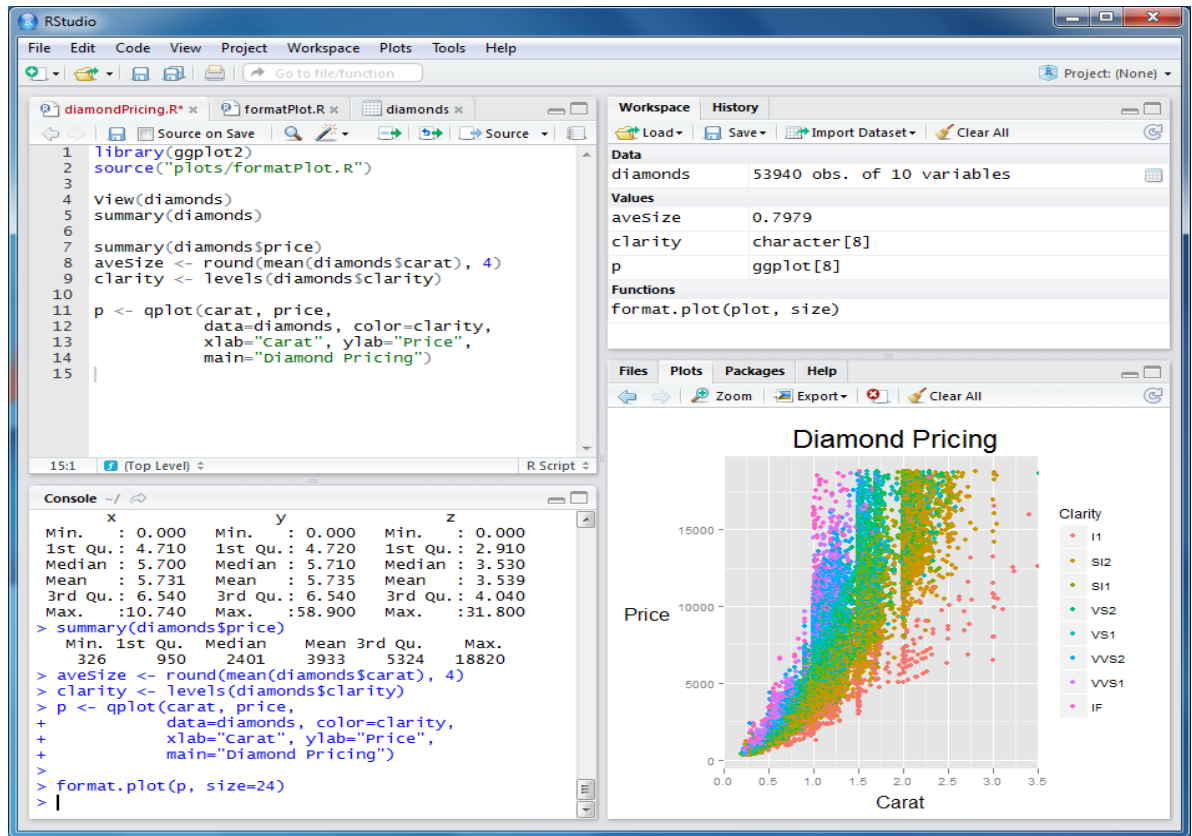 RStudio
File Edit Code View Project Workspace Plots Tools Help
Go to file/function
Project: (None)
diamondPricing.R* formatPlot.R diamonds
Source on Save Source
1 library(ggplot2)
2 source("plots/formatPlot.R")
3
4 View(diamonds)
5 summary(diamonds)
6
7 summary(diamonds$price)
8 aveSize <- round(mean(diamonds$carat), 4)
9 clarity <- levels(diamonds$clarity)
10
11 p <- qplot(carat, price,
12 data=diamonds, color=clarity,
13 xlab="Carat", ylab="Price",
14 main="Diamond Pricing")
15
15:1 (Top Level) R Script
Console ~/
x y z
Min. : 0.000 Min. : 0.000 Min. : 0.000
1st Qu.: 4.710 1st Qu.: 4.720 1st Qu.: 2.910
Median : 5.700 Median : 5.710 Median : 3.530
Mean : 5.731 Mean : 5.735 Mean : 3.539
3rd Qu.: 6.540 3rd Qu.: 6.540 3rd Qu.: 4.040
Max. :10.740 Max. :58.900 Max. :31.800
> summary(diamonds$price)
Min. 1st Qu. Median Mean 3rd Qu. Max.
326 950 2401 3933 5324 18820
> aveSize <- round(mean(diamonds$carat), 4)
> clarity <- levels(diamonds$clarity)
> p <- qplot(carat, price,
+ data=diamonds, color=clarity,
+ xlab="Carat", ylab="Price",
+ main="Diamond Pricing")
>
> format.plot(p, size=24)
>
Workspace History
Load Save Import Dataset Clear All
Data
diamonds 53940 obs. of 10 variables
Values
aveSize 0.7979
clarity character[8]
p ggplot[8]
Functions
format.plot(plot, size)
Files Plots Packages Help
Zoom Export Clear All
Diamond Pricing
Price
15000
10000
5000
0
0.0 0.5 1.0 1.5 2.0 2.5 3.0 3.5
Carat
Clarity
I1
SI2
SI1
VS2
VS1
VVS2
VVS1
IF